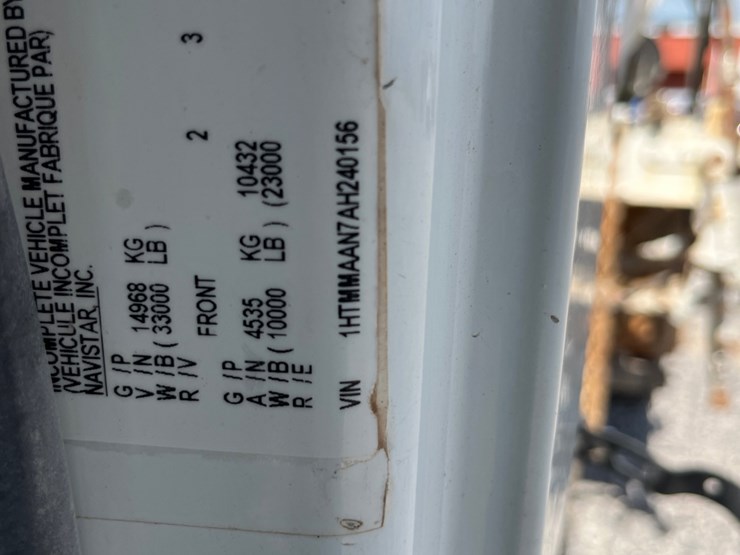 INCOMPLETE VEHICLE MANUFACTURED BY
(VEHICULE INCOMPLET FABRIQUE PAR)
NAVISTAR, INC.
G /P
V /N 14968 KG
W/B ( 33000 LB )
R /V FRONT 2 3
G /P
A /N 4535 KG 10432
W/B ( 10000 LB ) (23000
R /E
VIN 1HTMMAAN7AH240156